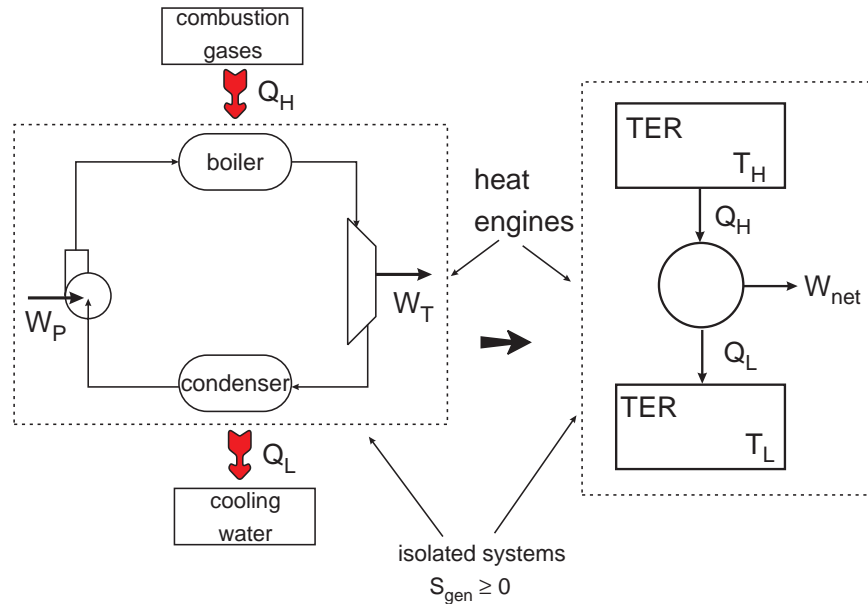 combustion
gases
Q_H
boiler
W_P
W_T
condenser
Q_L
cooling
water
heat
engines
isolated systems
S_gen ≥ 0
TER
T_H
Q_H
W_net
Q_L
TER
T_L